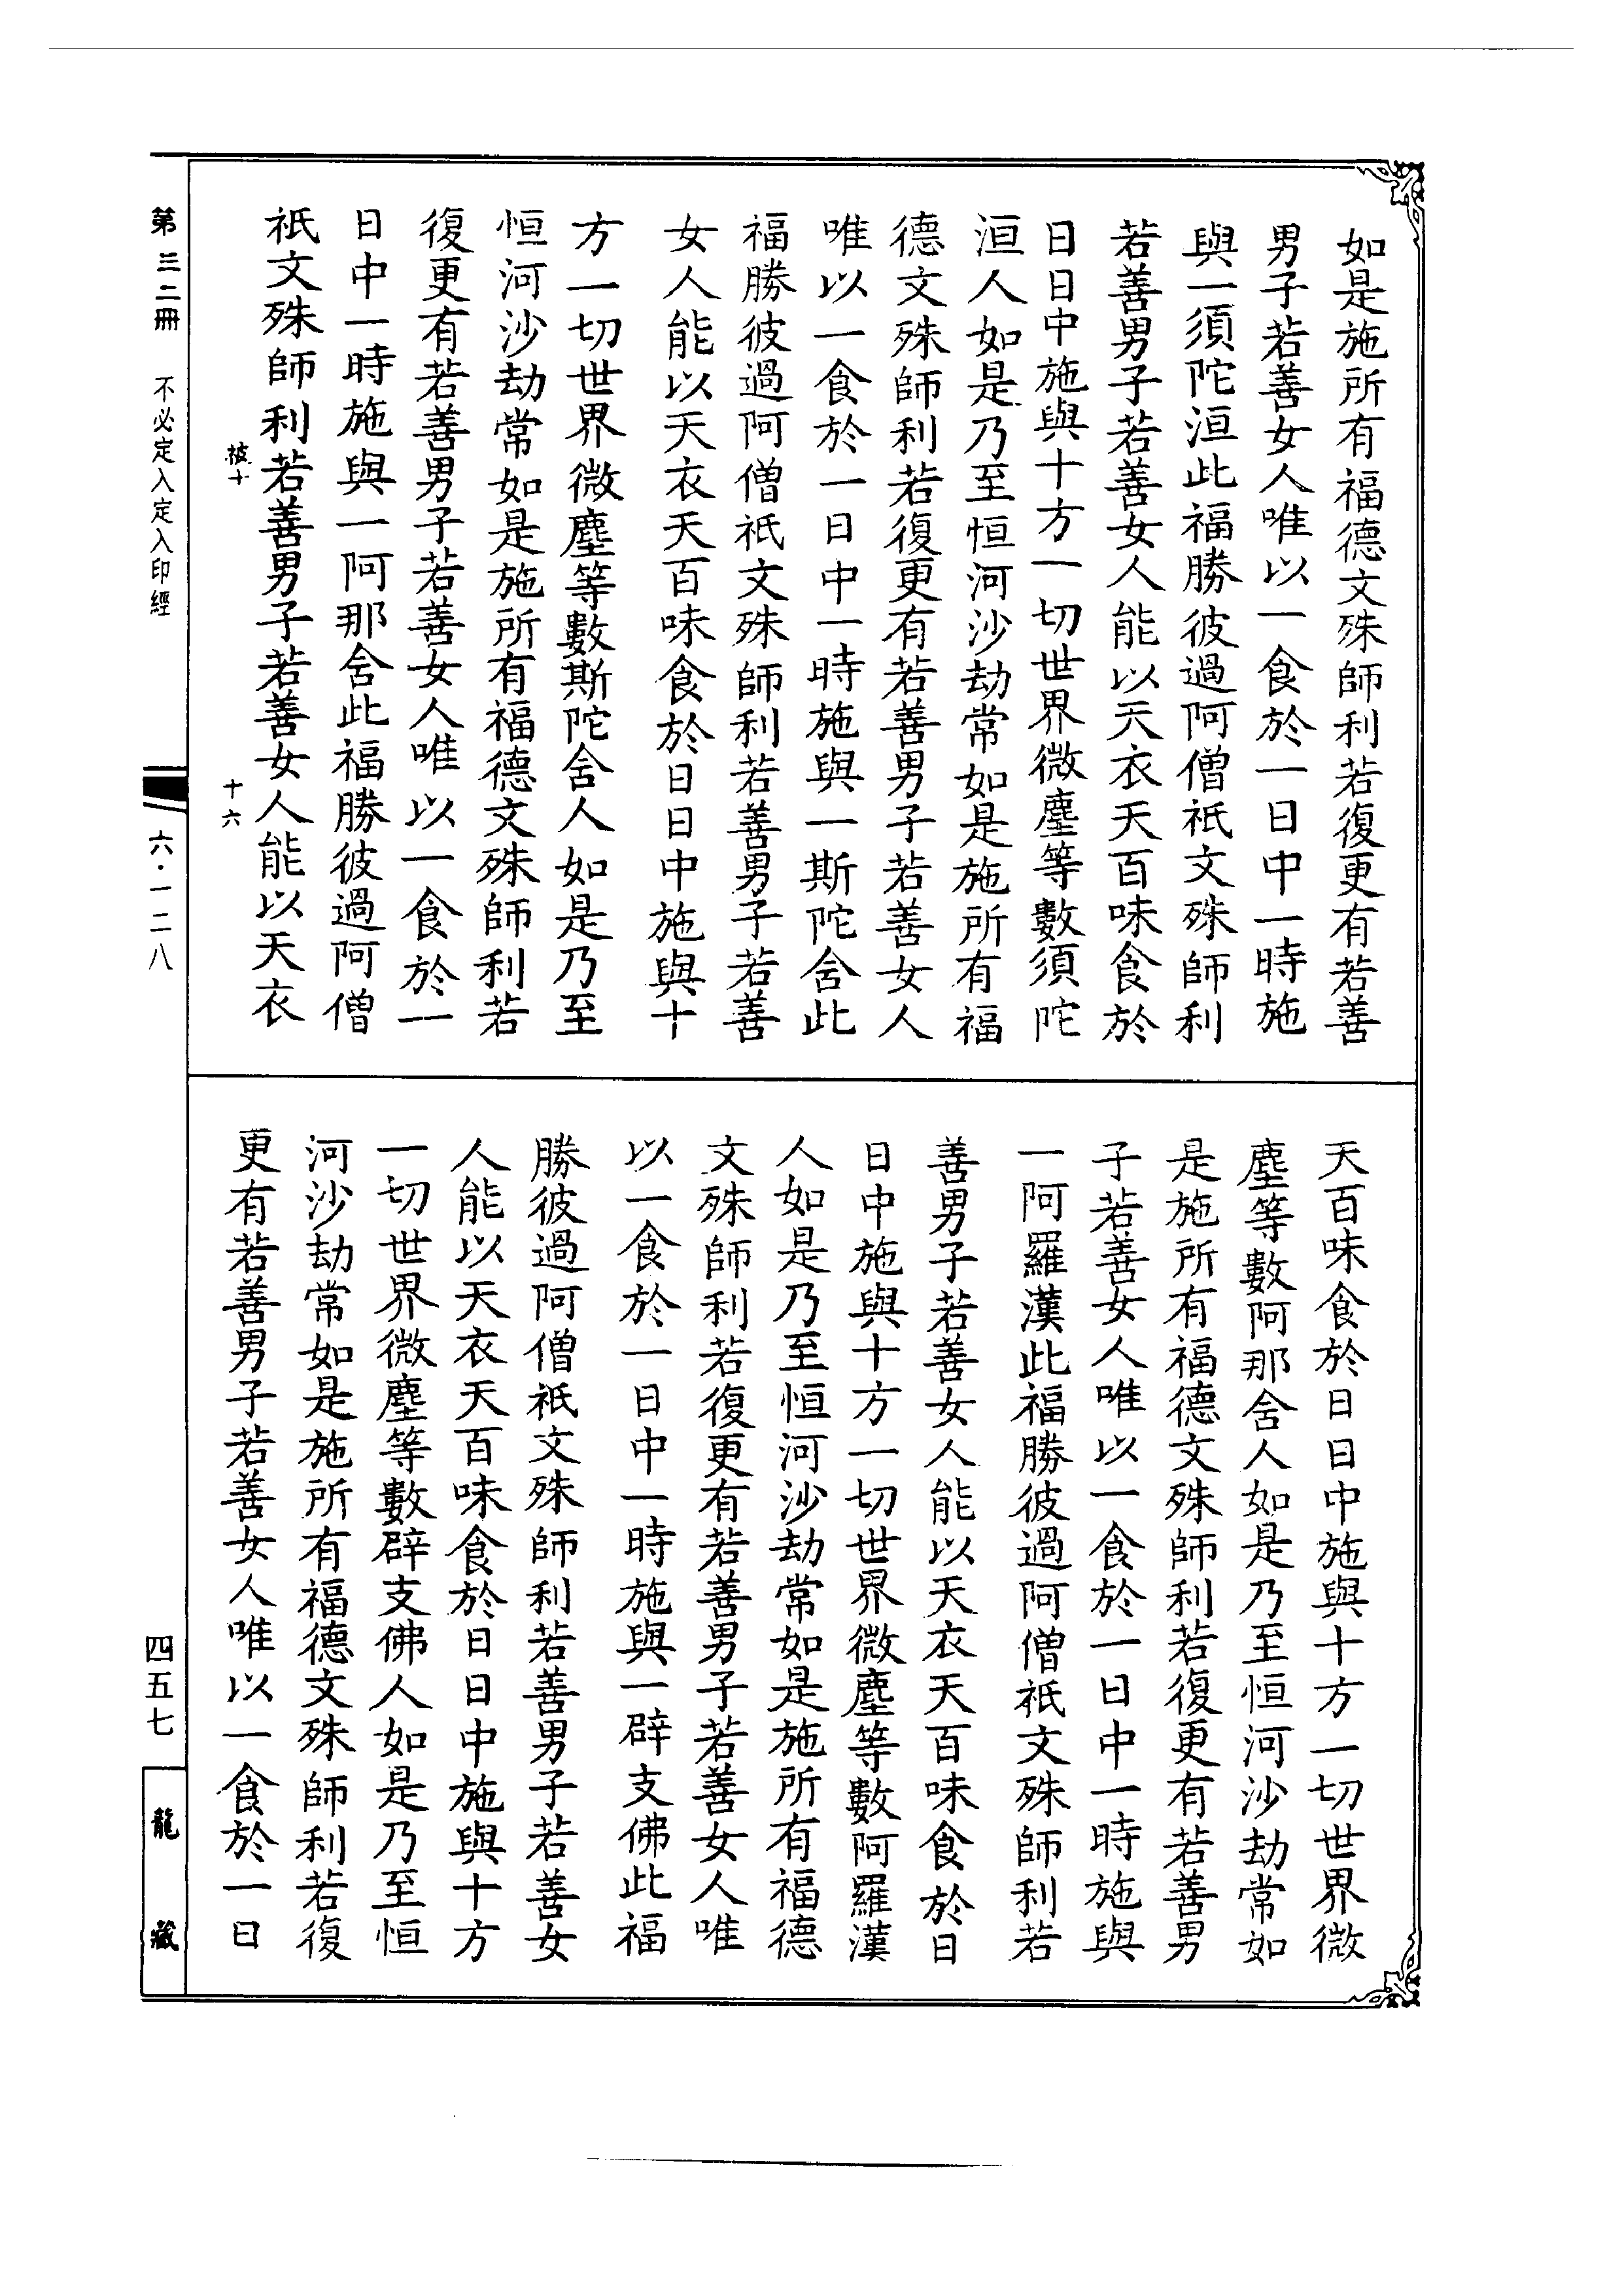 如是施所有福德文殊師利若復更有若善
男子若善女人唯以一食於一日中一時施
與一須陀洹此福勝彼過阿僧祇文殊師利
若善男子若善女人能以天衣天百味食於
日日中施與十方一切世界微塵等數須陀
洹人如是乃至恒河沙劫常如是施所有福
德文殊師利若復更有若善男子若善女人
唯以一食於一日中一時施與一斯陀舍此
福勝彼過阿僧祇文殊師利若善男子若善
女人能以天衣天百味食於日日中施與十
方一切世界微塵等數斯陀舍人如是乃至
恒河沙劫常如是施所有福德文殊師利若
復更有若善男子若善女人唯以一食於一
日中一時施與一阿那舍此福勝彼過阿僧
祇文殊師利若善男子若善女人能以天衣
十六
天百味食於日日中施與十方一切世界微
塵等數阿那舍人如是乃至恒河沙劫常如
是施所有福德文殊師利若復更有若善男
子若善女人唯以一食於一日中一時施與
一阿羅漢此福勝彼過阿僧祇文殊師利若
善男子若善女人能以天衣天百味食於日
日中施與十方一切世界微塵等數阿羅漢
人如是乃至恒河沙劫常如是施所有福德
文殊師利若復更有若善男子若善女人唯
以一食於一日中一時施與一辟支佛此福
勝彼過阿僧祇文殊師利若善男子若善女
人能以天衣天百味食於日日中施與十方
一切世界微塵等數辟支佛人如是乃至恒
河沙劫常如是施所有福德文殊師利若復
更有若善男子若善女人唯以一食於一日
第三二冊 不必定入定入印經 六·一二八 四五七 龍藏